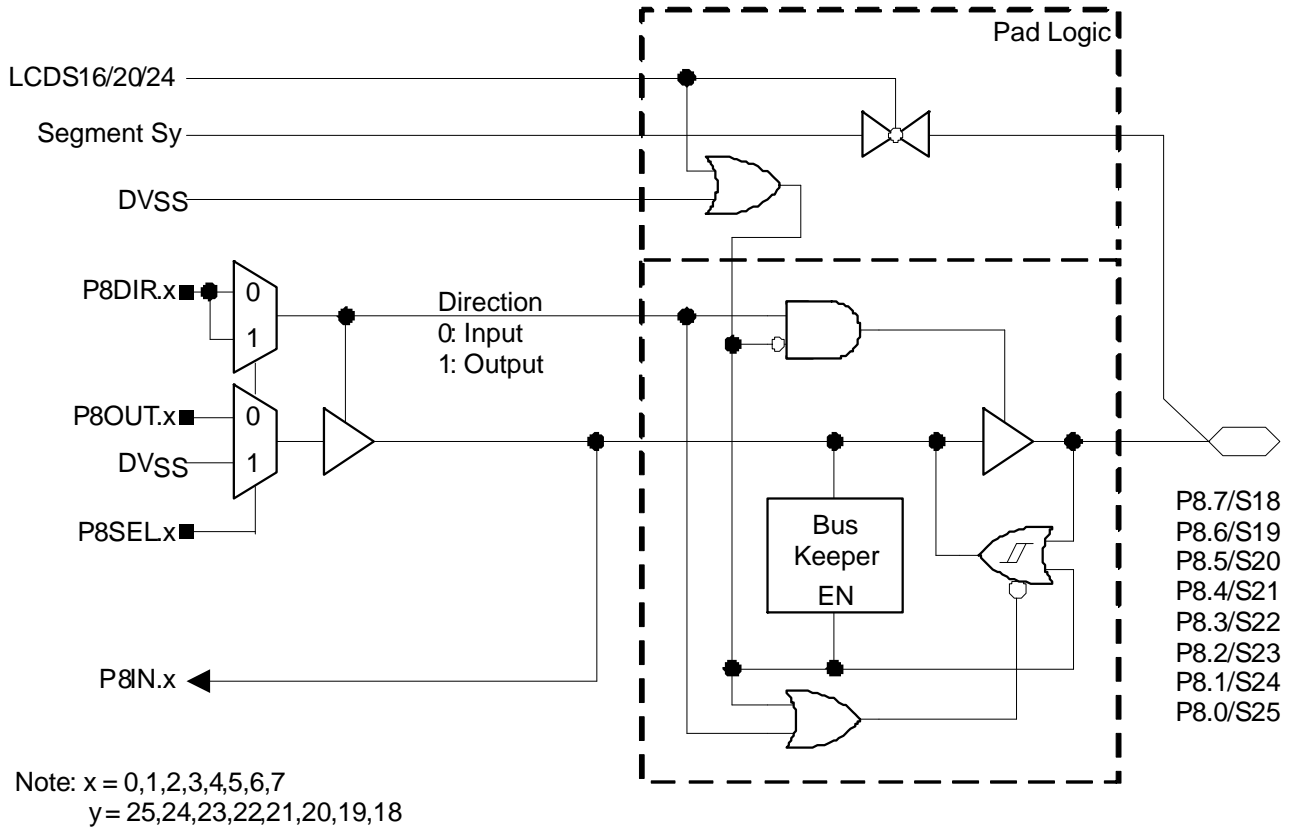 Pad Logic
LCDS16/20/24
Segment Sy
DVSS
P8DIR.x
0
1
Direction
0: Input
1: Output
P8OUT.x
0
DVSS
1
P8SEL.x
Bus
Keeper
EN
P8IN.x
P8.7/S18
P8.6/S19
P8.5/S20
P8.4/S21
P8.3/S22
P8.2/S23
P8.1/S24
P8.0/S25
Note: x = 0,1,2,3,4,5,6,7
y = 25,24,23,22,21,20,19,18